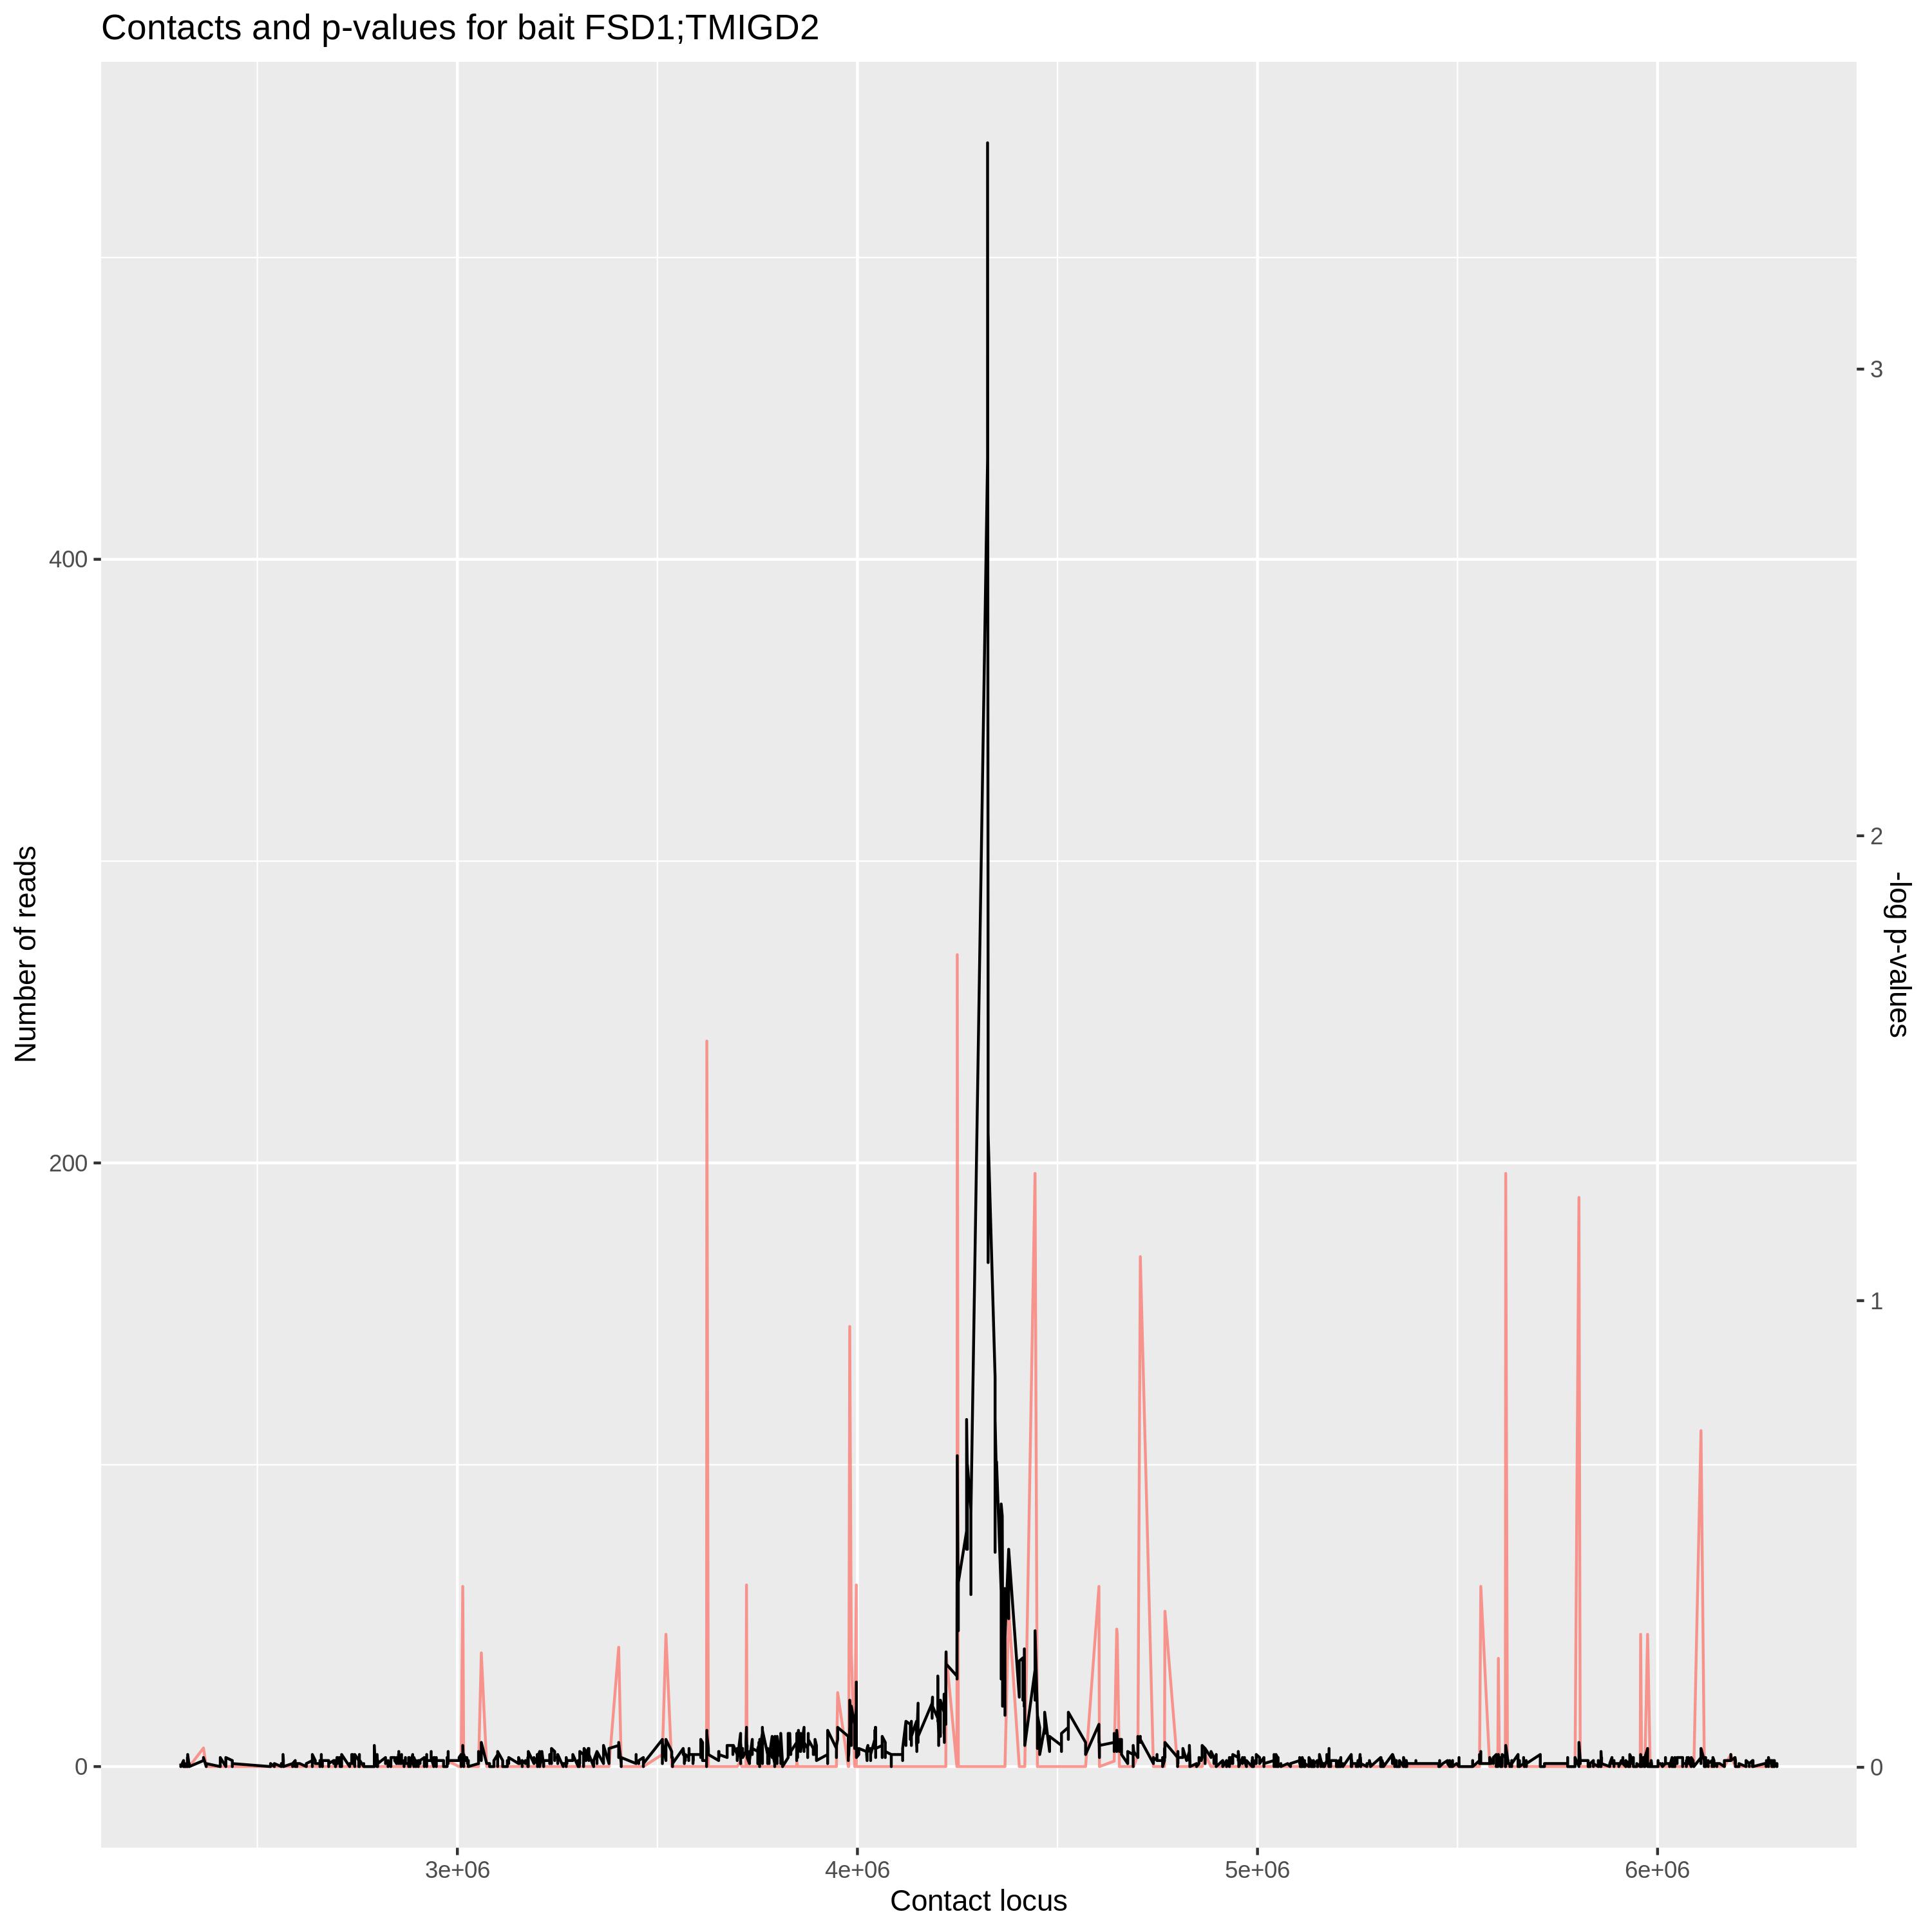 Contacts and p-values for bait FSD1;TMIGD2
Number of reads
400
200
0
3
2
1
0
-log p-values
3e+06
4e+06
5e+06
6e+06
Contact locus